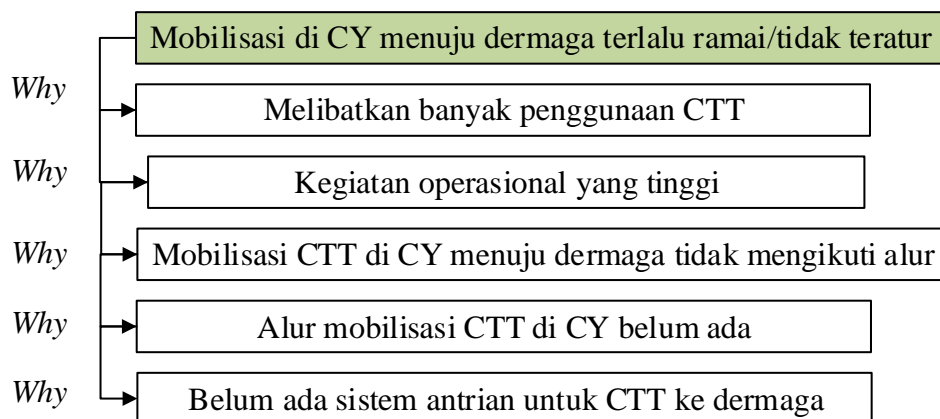 Mobilisasi di CY menuju dermaga terlalu ramai/tidak teratur
Why
Melibatkan banyak penggunaan CTT
Why
Kegiatan operasional yang tinggi
Why
Mobilisasi CTT di CY menuju dermaga tidak mengikuti alur
Why
Alur mobilisasi CTT di CY belum ada
Why
Belum ada sistem antrian untuk CTT ke dermaga